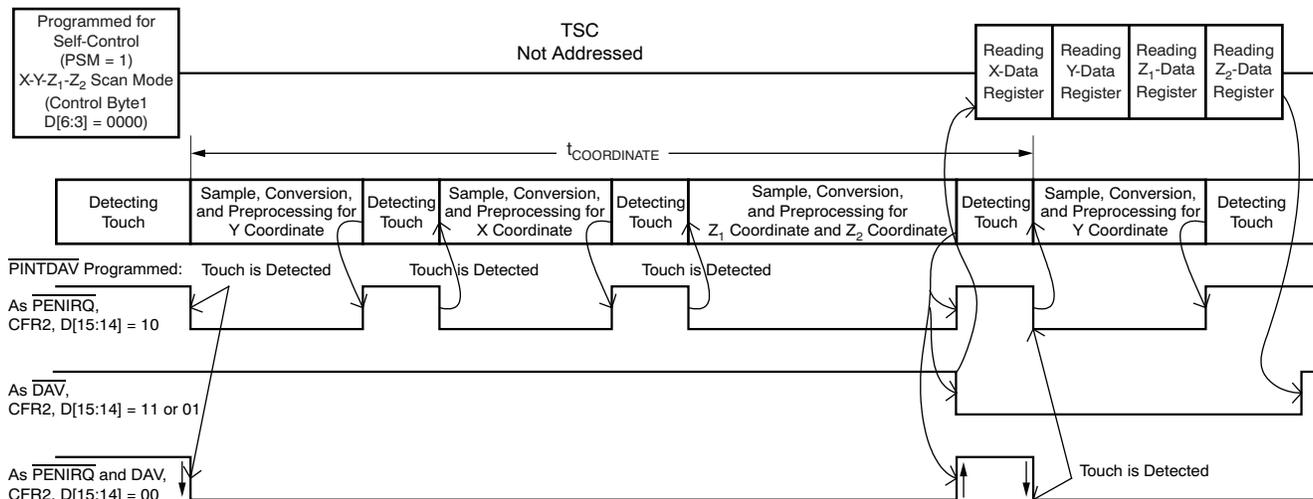 Programmed for
Self-Control
(PSM = 1)
X-Y-Z1-Z2 Scan Mode
(Control Byte1
D[6:3] = 0000)
TSC
Not Addressed
Reading
X-Data
Register
Reading
Y-Data
Register
Reading
Z1-Data
Register
Reading
Z2-Data
Register
tCOORDINATE
Detecting
Touch
Sample, Conversion,
and Preprocessing for
Y Coordinate
Detecting
Touch
Sample, Conversion,
and Preprocessing for
X Coordinate
Detecting
Touch
Sample, Conversion,
and Preprocessing for
Z1 Coordinate and Z2 Coordinate
Detecting
Touch
Sample, Conversion,
and Preprocessing for
Y Coordinate
Detecting
Touch
PINTDAV Programmed:
Touch is Detected
Touch is Detected
Touch is Detected
As PENIRQ,
CFR2, D[15:14] = 10
As DAV,
CFR2, D[15:14] = 11 or 01
As PENIRQ and DAV,
CFR2, D[15:14] = 00
Touch is Detected